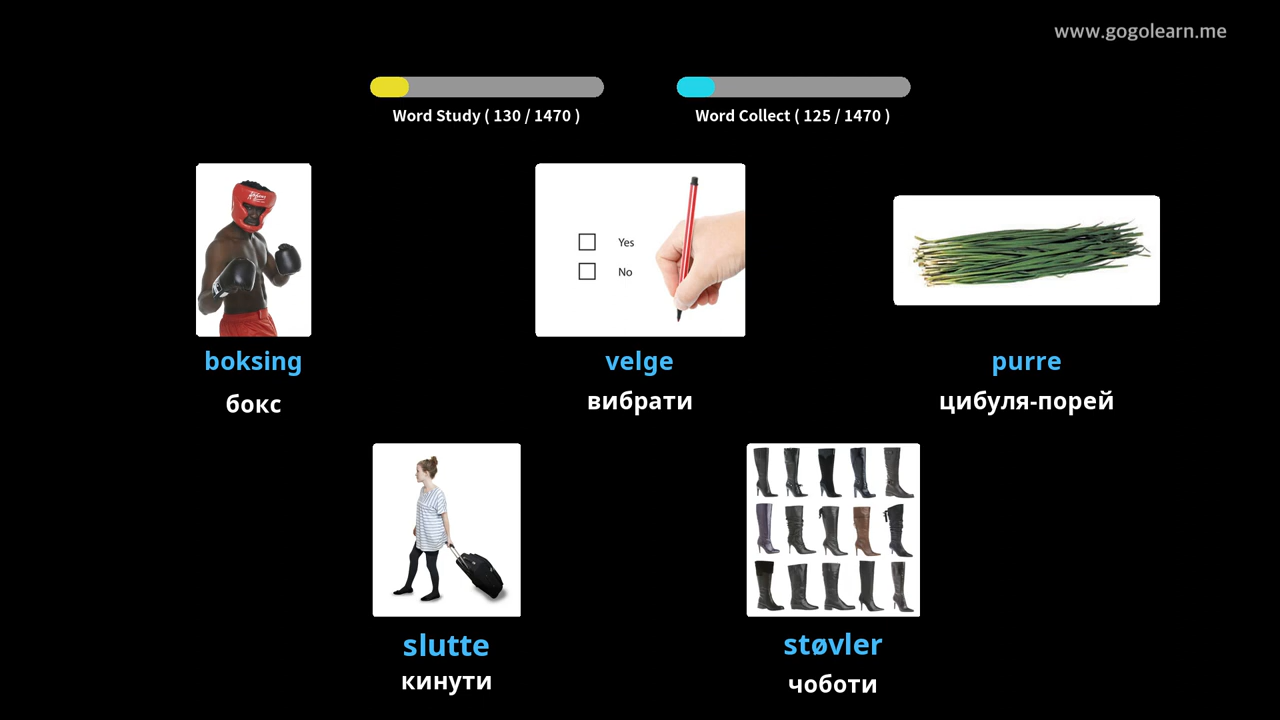 www.gogolearn.me
Word Study ( 130 / 1470 )
Word Collect ( 125 / 1470 )
Yes
No
boksing
velge
purre
бокс
вибрати
цибуля-порей
slutte
støvler
кинути
чоботи